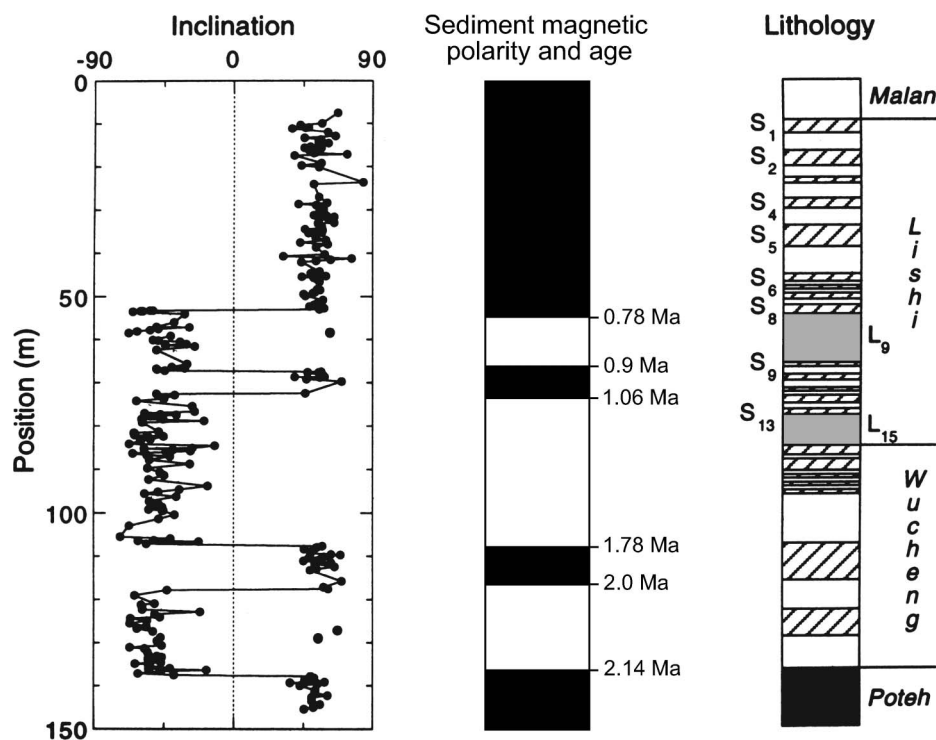 Inclination
-90 0 90
Sediment magnetic
polarity and age
Lithology
0
50
100
150
Position (m)
0.78 Ma
0.9 Ma
1.06 Ma
1.78 Ma
2.0 Ma
2.14 Ma
S1
S2
S4
S5
S6
S8
S9
S13
L9
L15
Malan
Lishi
Wucheng
Poteh